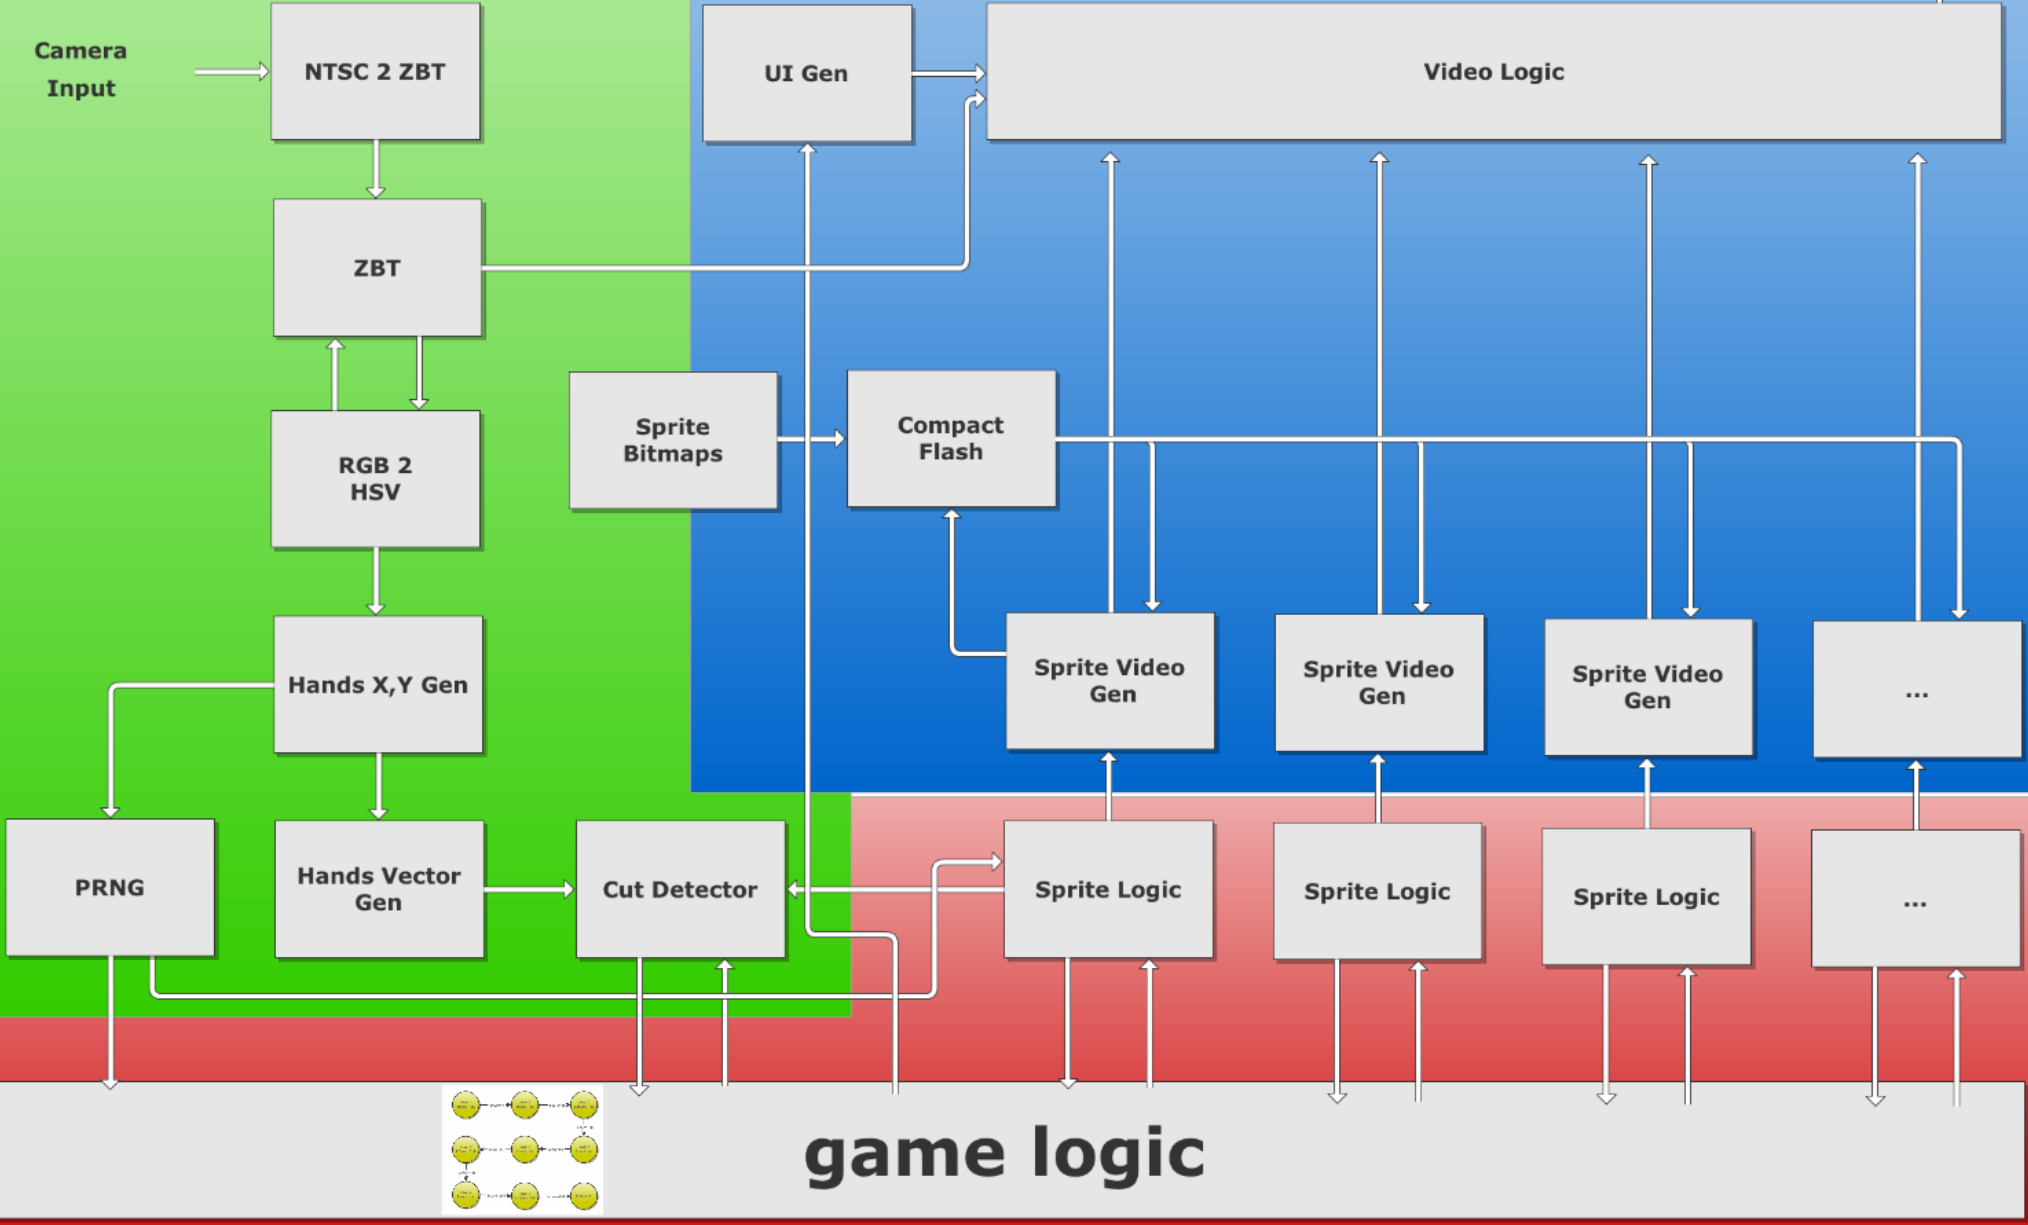 Camera
Input
NTSC 2 ZBT
UI Gen
Video Logic
ZBT
Sprite
Bitmaps
Compact
Flash
RGB 2
HSV
Hands X,Y Gen
Sprite Video
Gen
Sprite Video
Gen
Sprite Video
Gen
...
PRNG
Hands Vector
Gen
Cut Detector
Sprite Logic
Sprite Logic
Sprite Logic
...
game logic